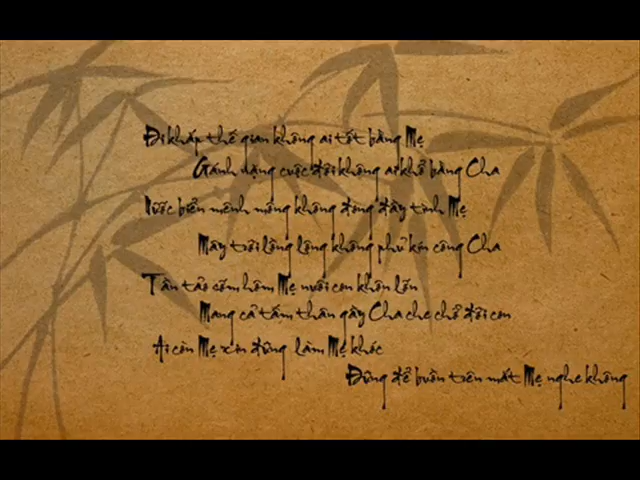 Đi khắp thế gian không ai tốt bằng Mẹ
Gánh nặng cuộc đời không ai khổ bằng Cha
Nước biển mênh mông không đong đầy tình Mẹ
Mây trời lồng lộng không phủ kín công Cha
Tần tảo sớm hôm Mẹ nuôi con khôn lớn
Mang cả tấm thân gầy Cha che chở đời con
Ai còn Mẹ xin đừng làm Mẹ khóc
Đừng để buồn trên mắt Mẹ nghe không